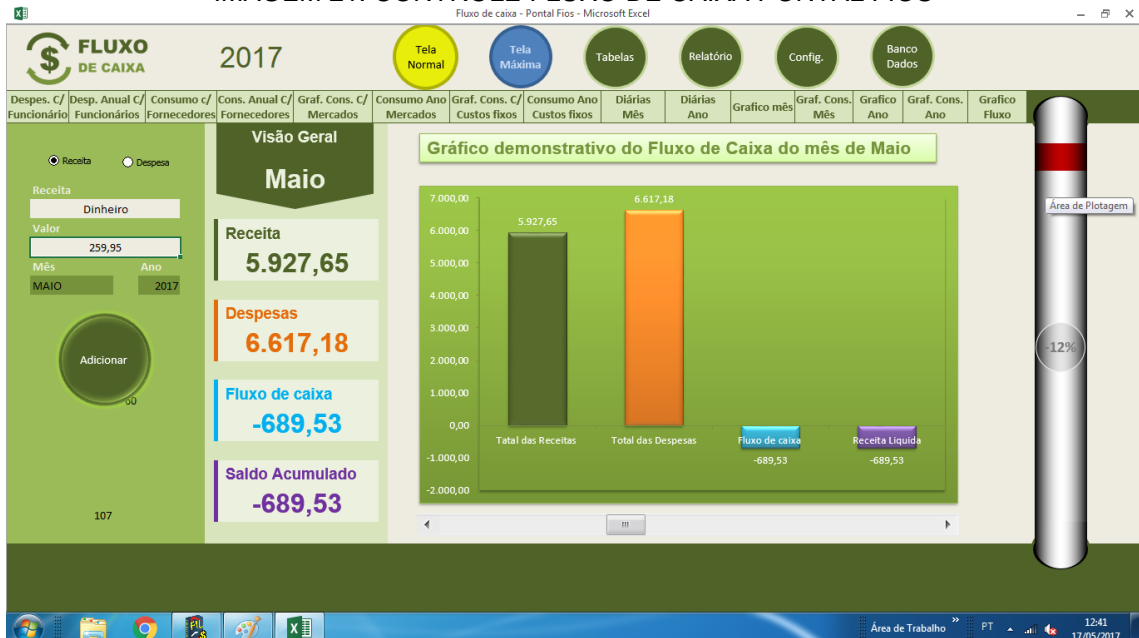 Fluxo de caixa - Pontal Fios - Microsoft Excel
FLUXO
DE CAIXA
2017
Tela
Normal
Tela
Máxima
Tabelas
Relatório
Config.
Banco
Dados
Despes. C/
Funcionário
Desp. Anual C/
Funcionários
Consumo c/
Fornecedores
Cons. Anual C/
Fornecedores
Graf. Cons. C/
Mercados
Consumo Ano
Mercados
Graf. Cons. C/
Custos fixos
Consumo Ano
Custos fixos
Diárias
Mês
Diárias
Ano
Grafico mês
Graf. Cons.
Mês
Grafico
Ano
Graf. Cons.
Ano
Grafico
Fluxo
Receita
Despesa
Receita
Dinheiro
Valor
259,95
Mês Ano
MAIO 2017
Adicionar
60
107
Visão Geral
Maio
Receita
5.927,65
Despesas
6.617,18
Fluxo de caixa
-689,53
Saldo Acumulado
-689,53
Gráfico demonstrativo do Fluxo de Caixa do mês de Maio
7.000,00
6.000,00
5.000,00
4.000,00
3.000,00
2.000,00
1.000,00
0,00
-1.000,00
-2.000,00
5.927,65
6.617,18
Tatal das Receitas
Total das Despesas
Fluxo de caixa
Receita Liquida
-689,53
-689,53
Área de Plotagem
-12%
Área de Trabalho
PT
12:41
17/05/2017